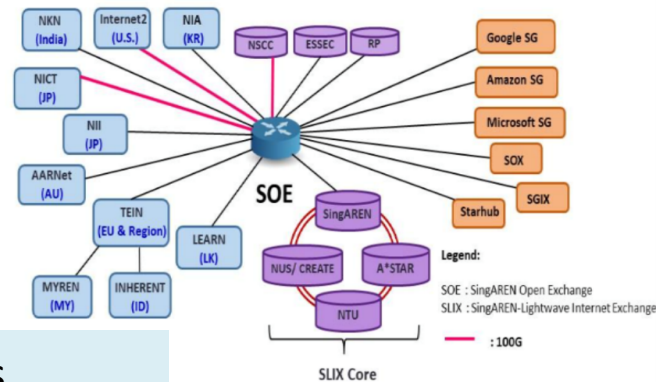 NKN
(India)
Internet2
(U.S.)
NIA
(KR)
NSCC
ESSEC
RP
Google SG
NICT
(JP)
Amazon SG
NII
(JP)
Microsoft SG
SOX
AARNet
(AU)
SGIX
SOE
Starhub
TEIN
(EU & Region)
LEARN
(LK)
SingAREN
NUS/ CREATE
A*STAR
NTU
MYREN
(MY)
INHERENT
(ID)
Legend:
SOE : SingAREN Open Exchange
SLIX : SingAREN-Lightwave Internet Exchange
: 100G
SLIX Core